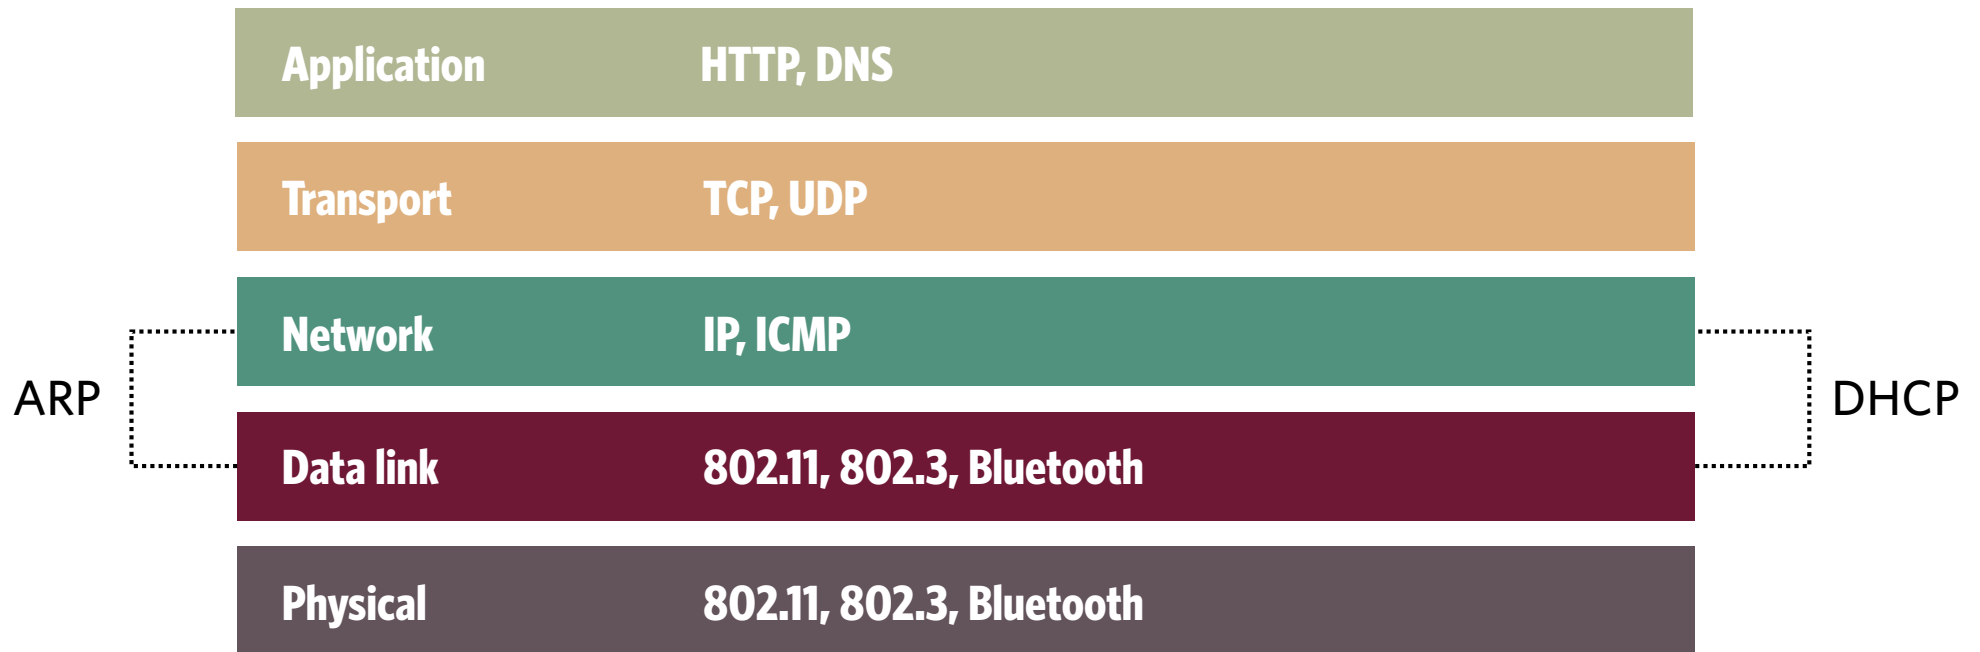 Application HTTP, DNS
Transport TCP, UDP
Network IP, ICMP
ARP DHCP
Data link 802.11, 802.3, Bluetooth
Physical 802.11, 802.3, Bluetooth